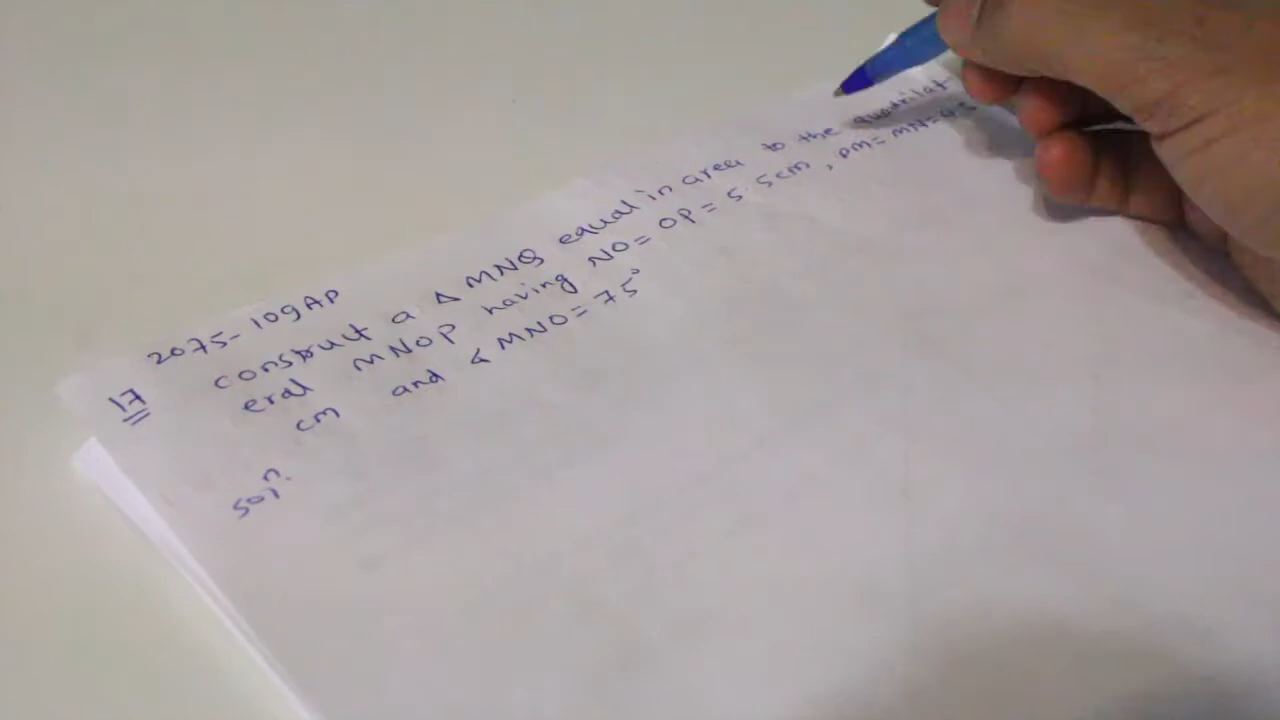 2075-109AP
17 construct a △ MNQ equal in area to the quadrilat
eral MNOP having NO = OP = 5.5cm, PM = MN = 4.5
cm and ∢ MNO = 75°
solⁿ.